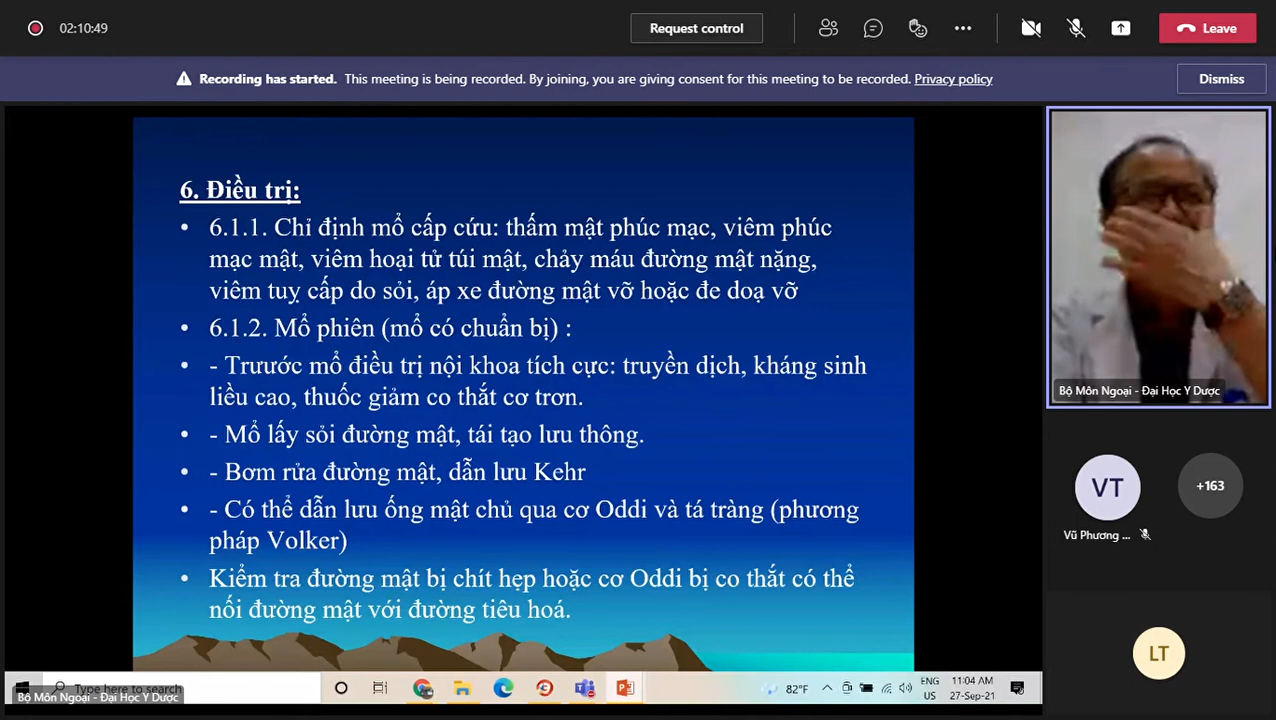 02:10:49
Request control
Leave
Recording has started. This meeting is being recorded. By joining, you are giving consent for this meeting to be recorded. Privacy policy
Dismiss
6. Điều trị:
• 6.1.1. Chỉ định mổ cấp cứu: thấm mật phúc mạc, viêm phúc
mạc mật, viêm hoại tử túi mật, chảy máu đường mật nặng,
viêm tuỵ cấp do sỏi, áp xe đường mật vỡ hoặc đe doạ vỡ
• 6.1.2. Mổ phiên (mổ có chuẩn bị) :
• - Trưước mổ điều trị nội khoa tích cực: truyền dịch, kháng sinh
liều cao, thuốc giảm co thắt cơ trơn.
• - Mổ lấy sỏi đường mật, tái tạo lưu thông.
• - Bơm rửa đường mật, dẫn lưu Kehr
• - Có thể dẫn lưu ống mật chủ qua cơ Oddi và tá tràng (phương
pháp Volker)
• Kiểm tra đường mật bị chít hẹp hoặc cơ Oddi bị co thắt có thể
nối đường mật với đường tiêu hoá.
Bộ Môn Ngoại - Đại Học Y Dược
VT
+163
Vũ Phương ...
LT
Type here to search
Bộ Môn Ngoại - Đại Học Y Dược
82°F
ENG
US
11:04 AM
27-Sep-21